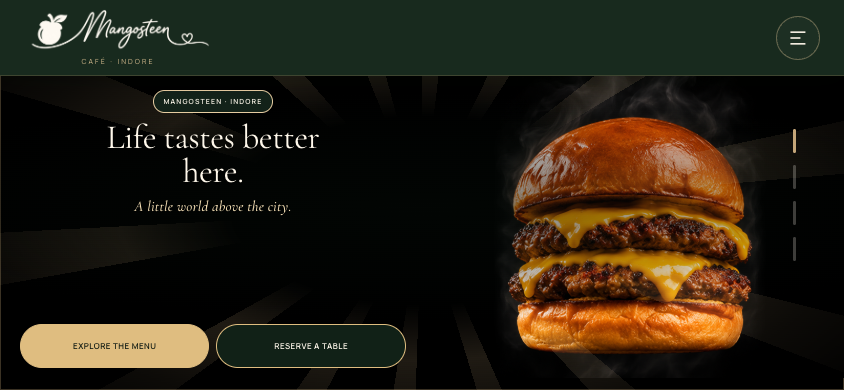 Mangosteen
CAFÉ · INDORE
MANGOSTEEN · INDORE
Life tastes better
here.
A little world above the city.
EXPLORE THE MENU
RESERVE A TABLE